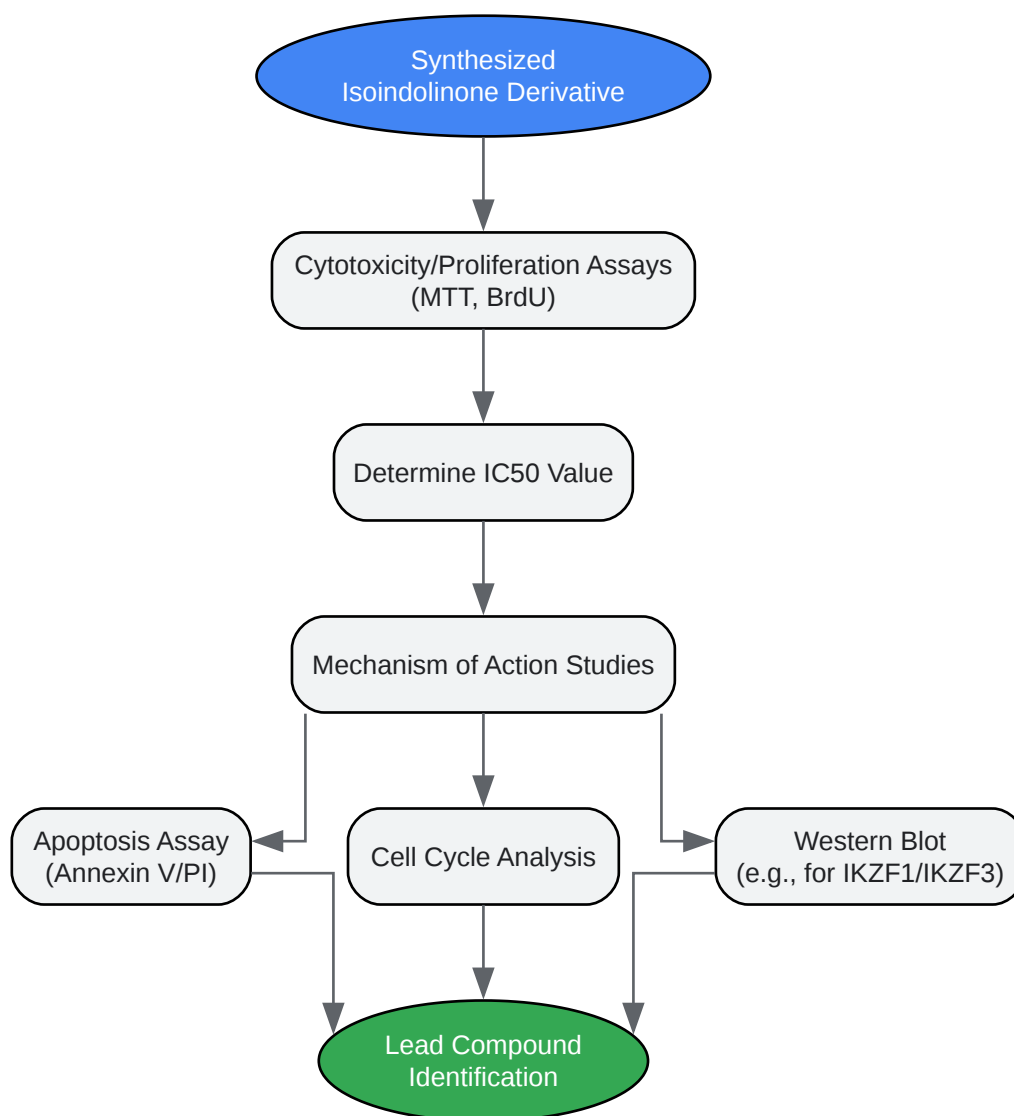 Synthesized
Isoindolinone Derivative
Cytotoxicity/Proliferation Assays
(MTT, BrdU)
Determine IC50 Value
Mechanism of Action Studies
Apoptosis Assay
(Annexin V/PI)
Cell Cycle Analysis
Western Blot
(e.g., for IKZF1/IKZF3)
Lead Compound
Identification